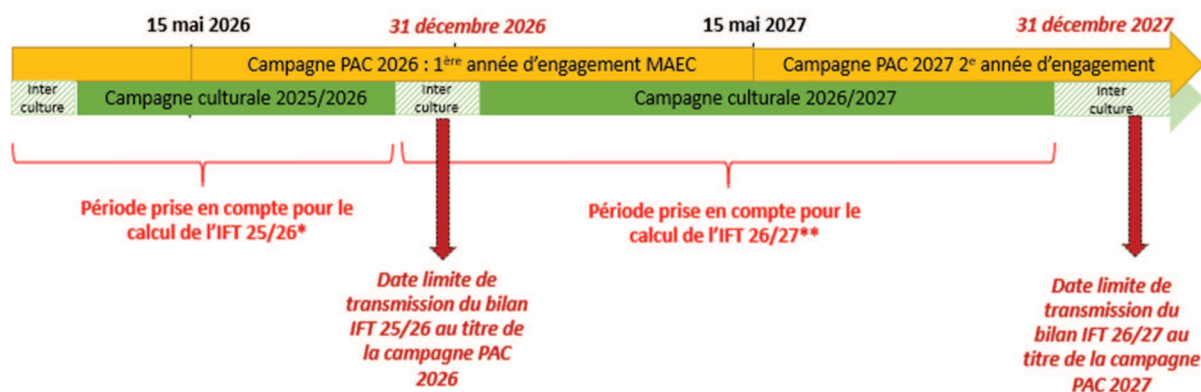 15 mai 2026
31 décembre 2026
15 mai 2027
31 décembre 2027
Campagne PAC 2026 : 1ère année d’engagement MAEC
Campagne PAC 2027 2e année d’engagement
Inter
culture
Campagne culturale 2025/2026
Inter
culture
Campagne culturale 2026/2027
Inter
culture
Période prise en compte pour le
calcul de l’IFT 25/26*
Période prise en compte pour le
calcul de l’IFT 26/27**
Date limite de
transmission du bilan
IFT 25/26 au titre de
la campagne PAC
2026
Date limite de
transmission du
bilan IFT 26/27 au
titre de la campagne
PAC 2027